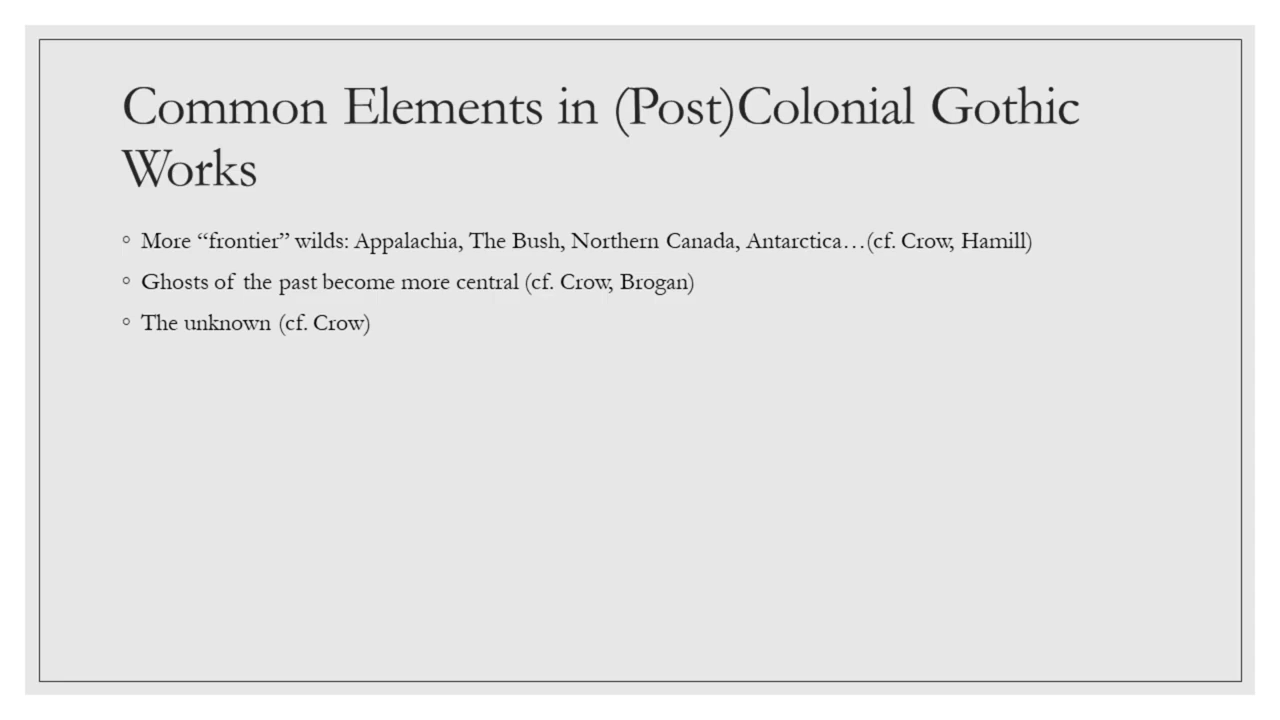 Common Elements in (Post)Colonial Gothic
Works
◦ More “frontier” wilds: Appalachia, The Bush, Northern Canada, Antarctica…(cf. Crow, Hamill)
◦ Ghosts of the past become more central (cf. Crow, Brogan)
◦ The unknown (cf. Crow)